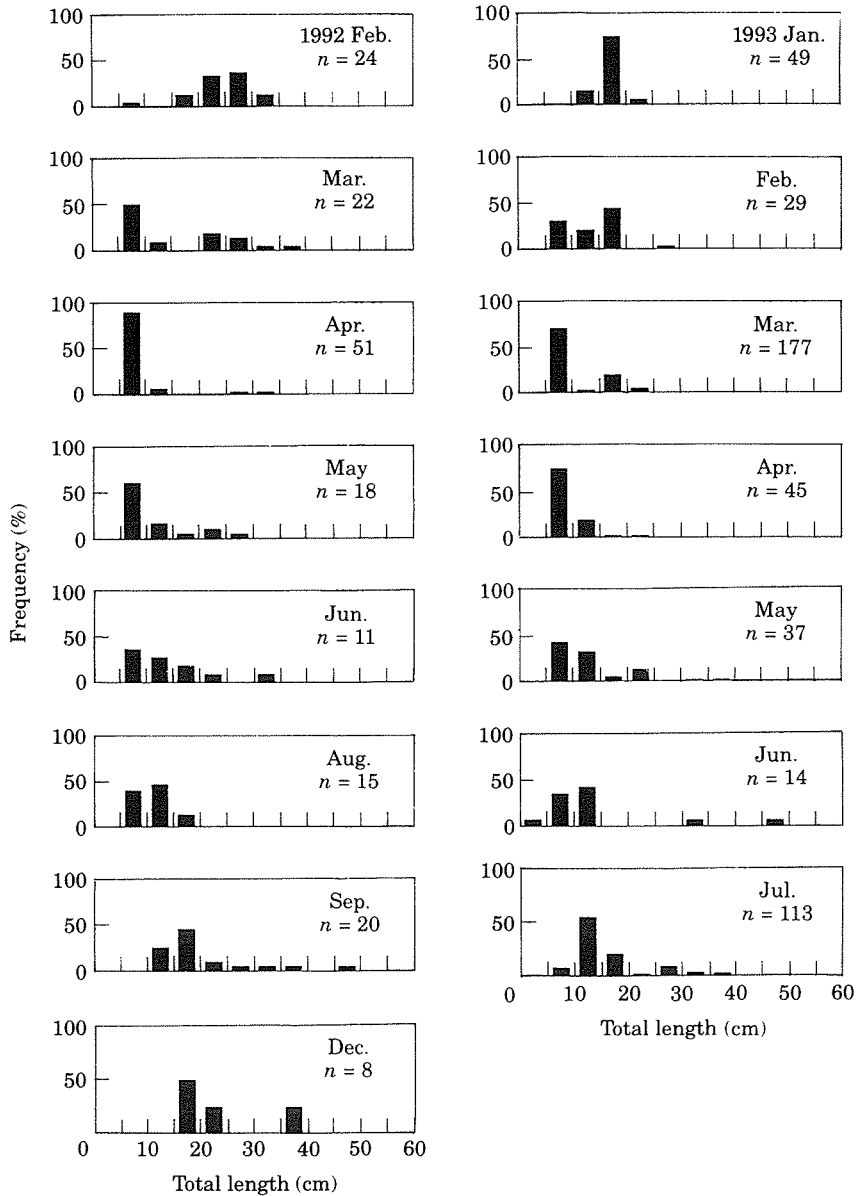 Frequency (%)
100
50
0
1992 Feb.
n = 24
100
50
0
Mar.
n = 22
100
50
0
Apr.
n = 51
100
50
0
May
n = 18
100
50
0
Jun.
n = 11
100
50
0
Aug.
n = 15
100
50
0
Sep.
n = 20
100
50
Dec.
n = 8
0 10 20 30 40 50 60
Total length (cm)
100
50
0
1993 Jan.
n = 49
100
50
0
Feb.
n = 29
100
50
0
Mar.
n = 177
100
50
0
Apr.
n = 45
100
50
0
May
n = 37
100
50
0
Jun.
n = 14
100
50
Jul.
n = 113
0 10 20 30 40 50 60
Total length (cm)